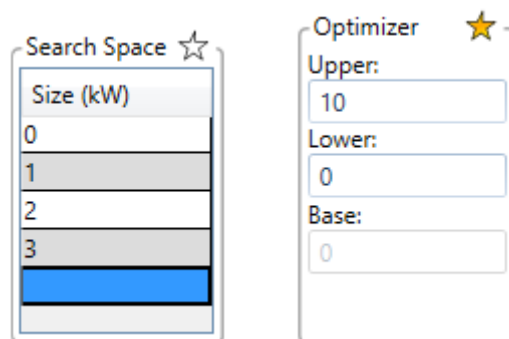 Search Space
Size (kW)
0
1
2
3
Optimizer
Upper:
10
Lower:
0
Base:
0